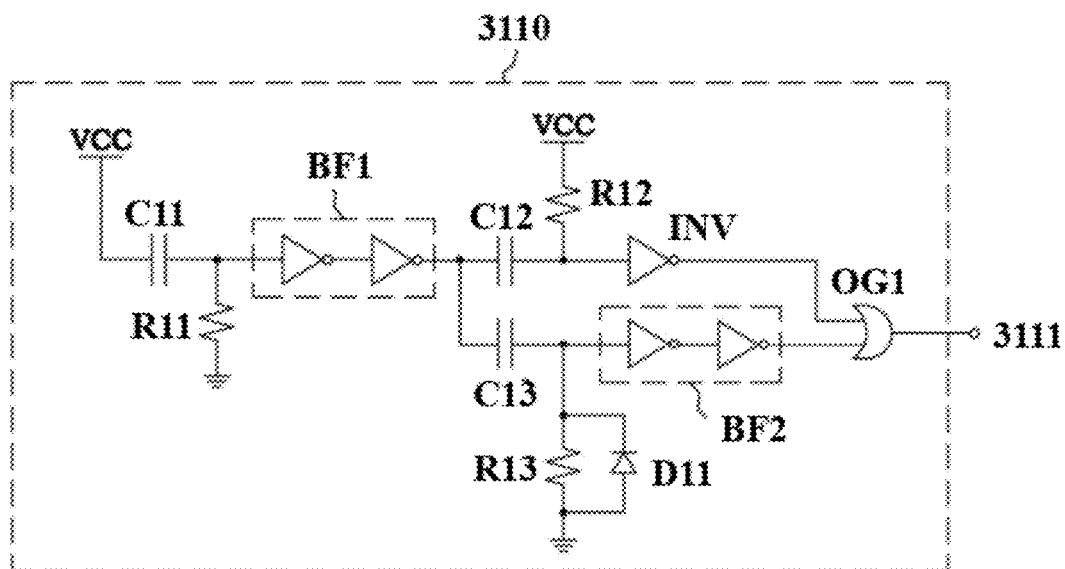 3110
VCC
VCC
BF1
C11
C12
R12
INV
OG1
R11
3111
C13
BF2
R13
D11